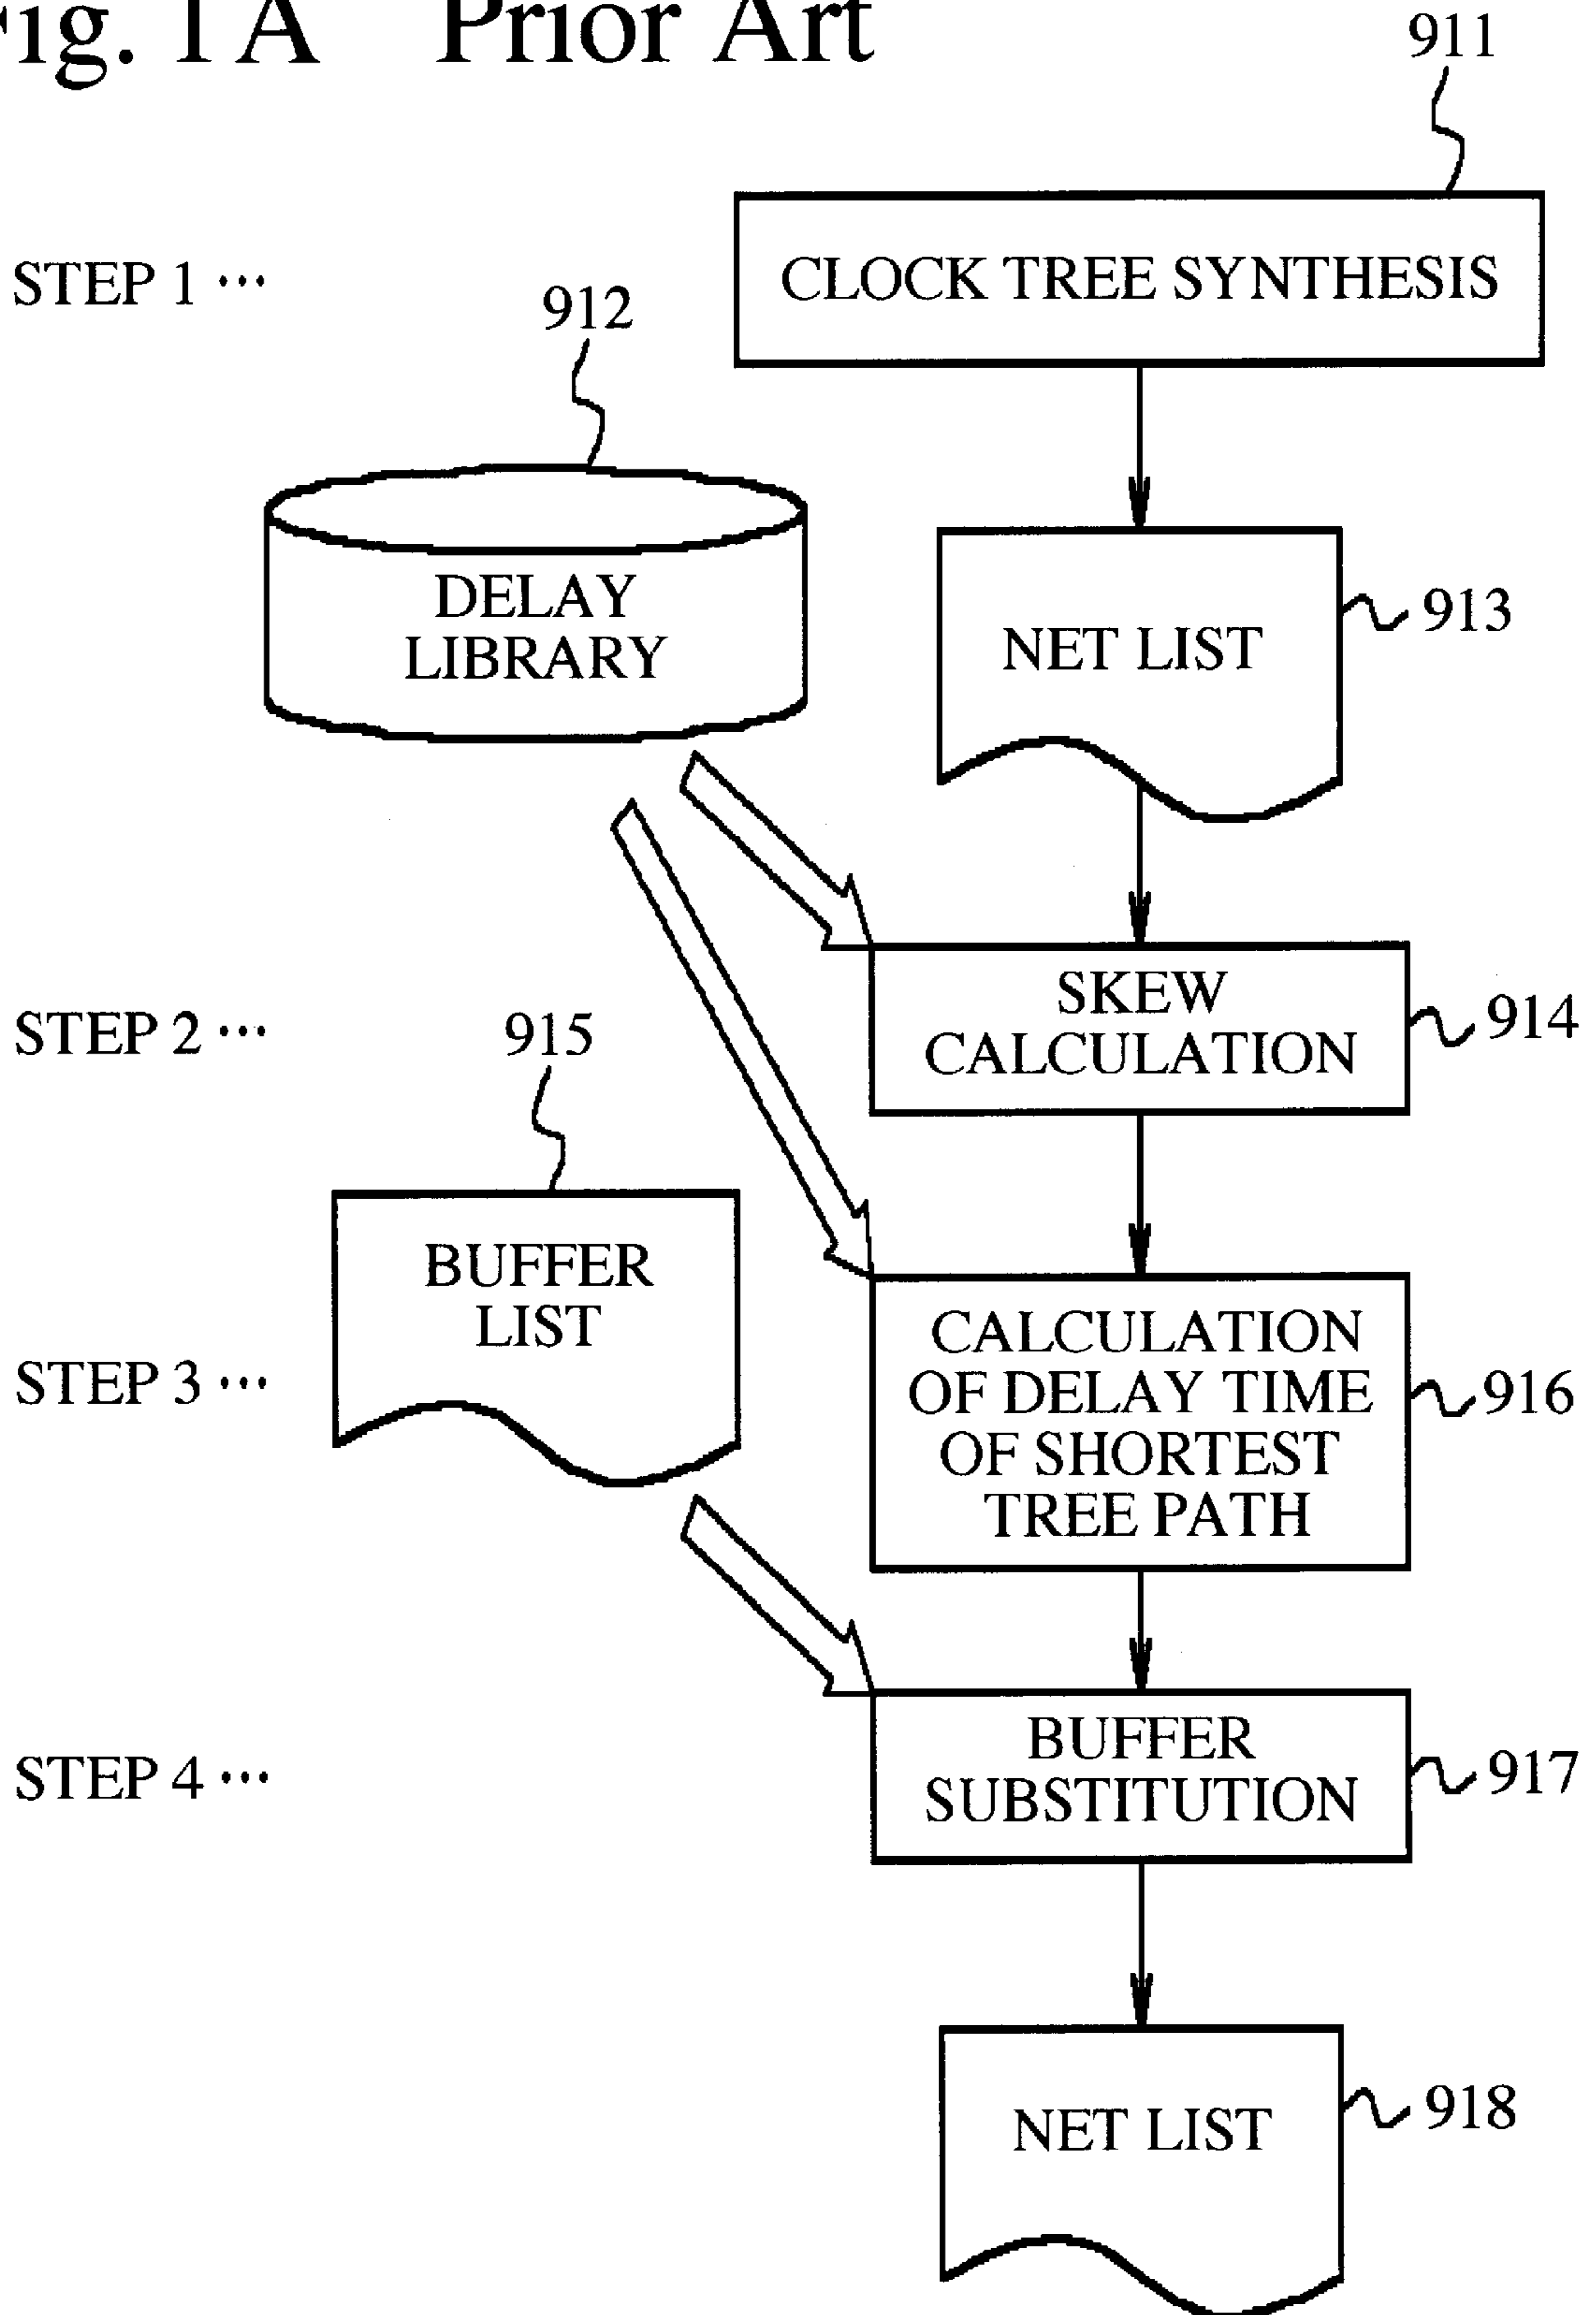 Fig. 1A Prior Art
911
STEP 1 ...
CLOCK TREE SYNTHESIS
912
DELAY
LIBRARY
NET LIST
913
STEP 2 ...
915
SKEW
CALCULATION
914
BUFFER
LIST
STEP 3 ...
CALCULATION
OF DELAY TIME
OF SHORTEST
TREE PATH
916
STEP 4 ...
BUFFER
SUBSTITUTION
917
NET LIST
918